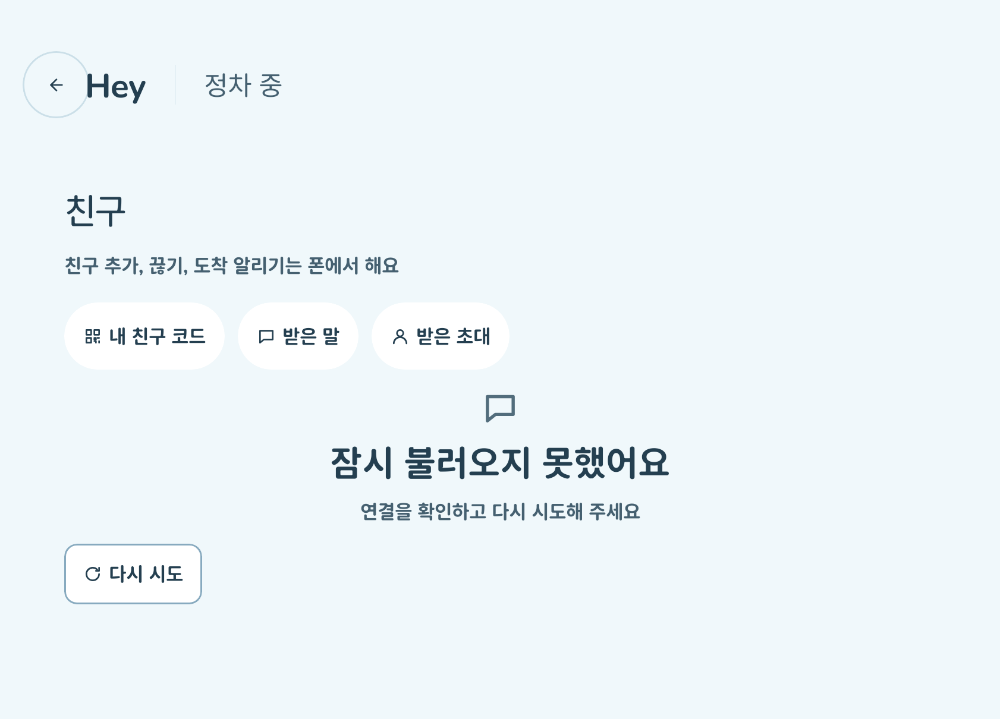 Hey 정차 중
친구
친구 추가, 끊기, 도착 알리기는 폰에서 해요
내 친구 코드 받은 말 받은 초대
잠시 불러오지 못했어요
연결을 확인하고 다시 시도해 주세요
다시 시도